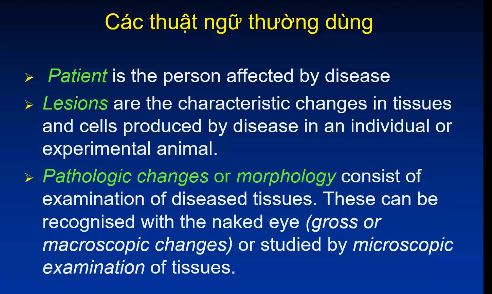 Các thuật ngữ thường dùng
Patient is the person affected by disease
Lesions are the characteristic changes in tissues
and cells produced by disease in an individual or
experimental animal.
Pathologic changes or morphology consist of
examination of diseased tissues. These can be
recognised with the naked eye (gross or
macroscopic changes) or studied by microscopic
examination of tissues.